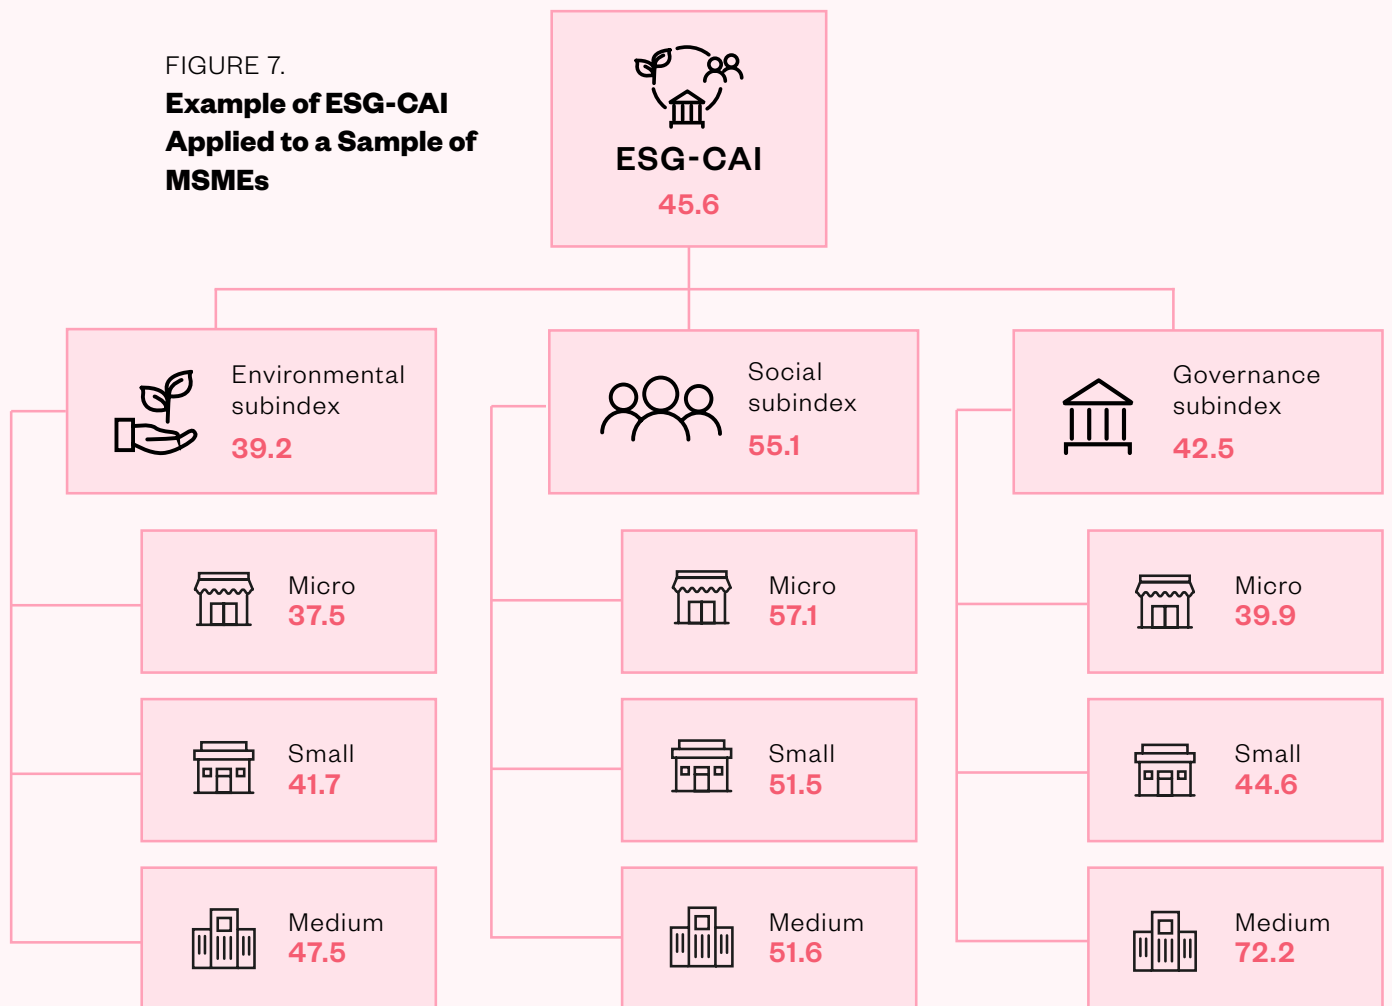 FIGURE 7.
Example of ESG-CAI
Applied to a Sample of
MSMEs
ESG-CAI
45.6
Environmental
subindex
39.2
Micro
37.5
Small
41.7
Medium
47.5
Social
subindex
55.1
Micro
57.1
Small
51.5
Medium
51.6
Governance
subindex
42.5
Micro
39.9
Small
44.6
Medium
72.2